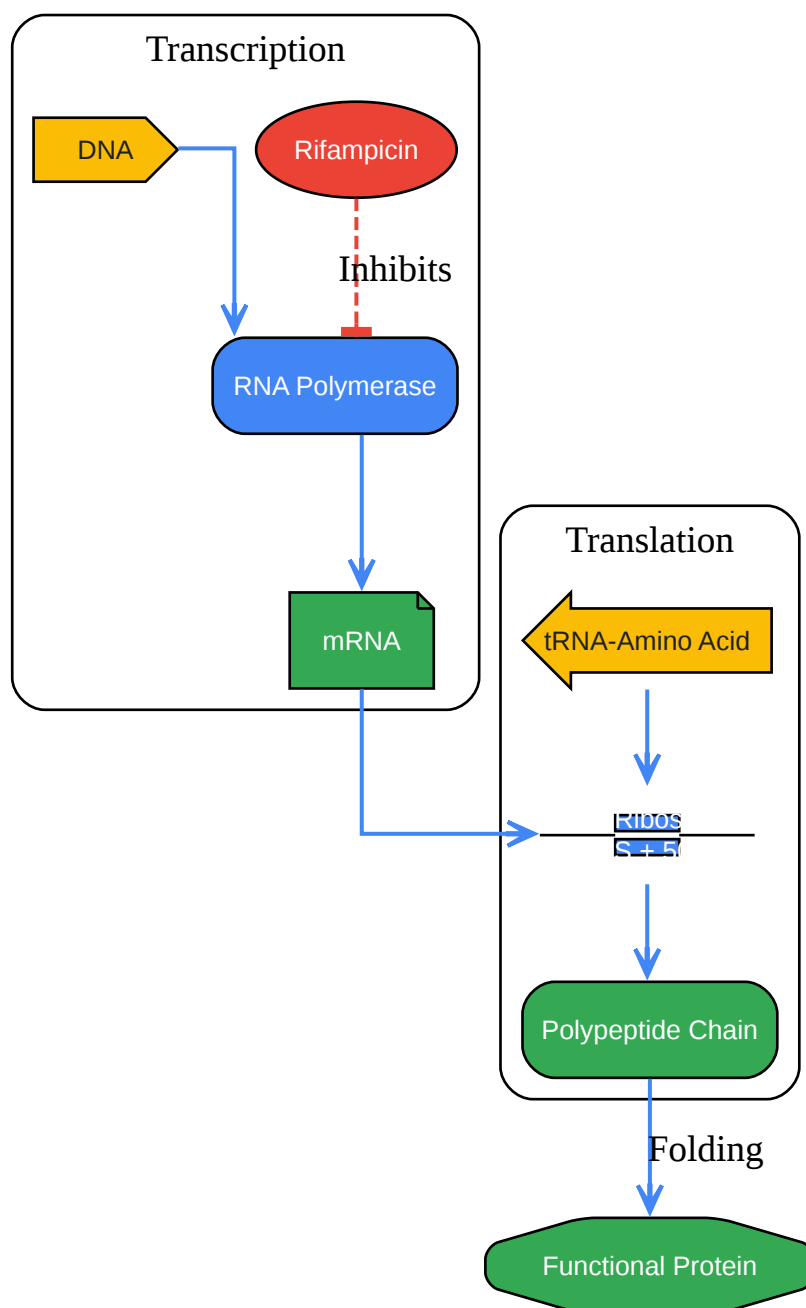 Transcription
DNA
Rifampicin
Inhibits
RNA Polymerase
mRNA
Translation
tRNA-Amino Acid
Polypeptide Chain
Folding
Functional Protein